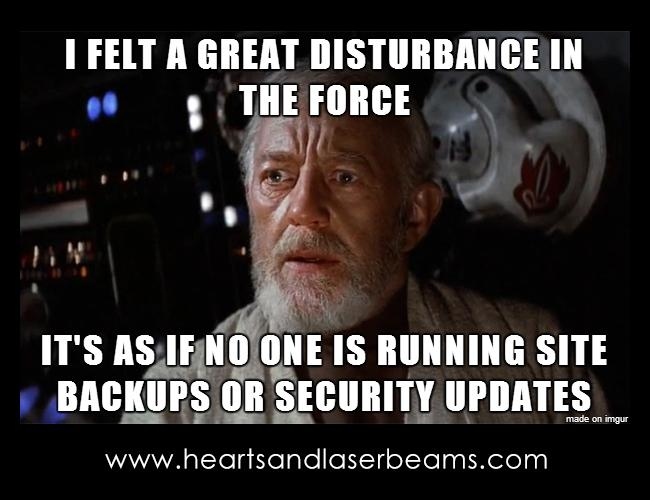 I FELT A GREAT DISTURBANCE IN
THE FORCE
IT'S AS IF NO ONE IS RUNNING SITE
BACKUPS OR SECURITY UPDATES
made on imgur
www.heartsandlaserbeams.com